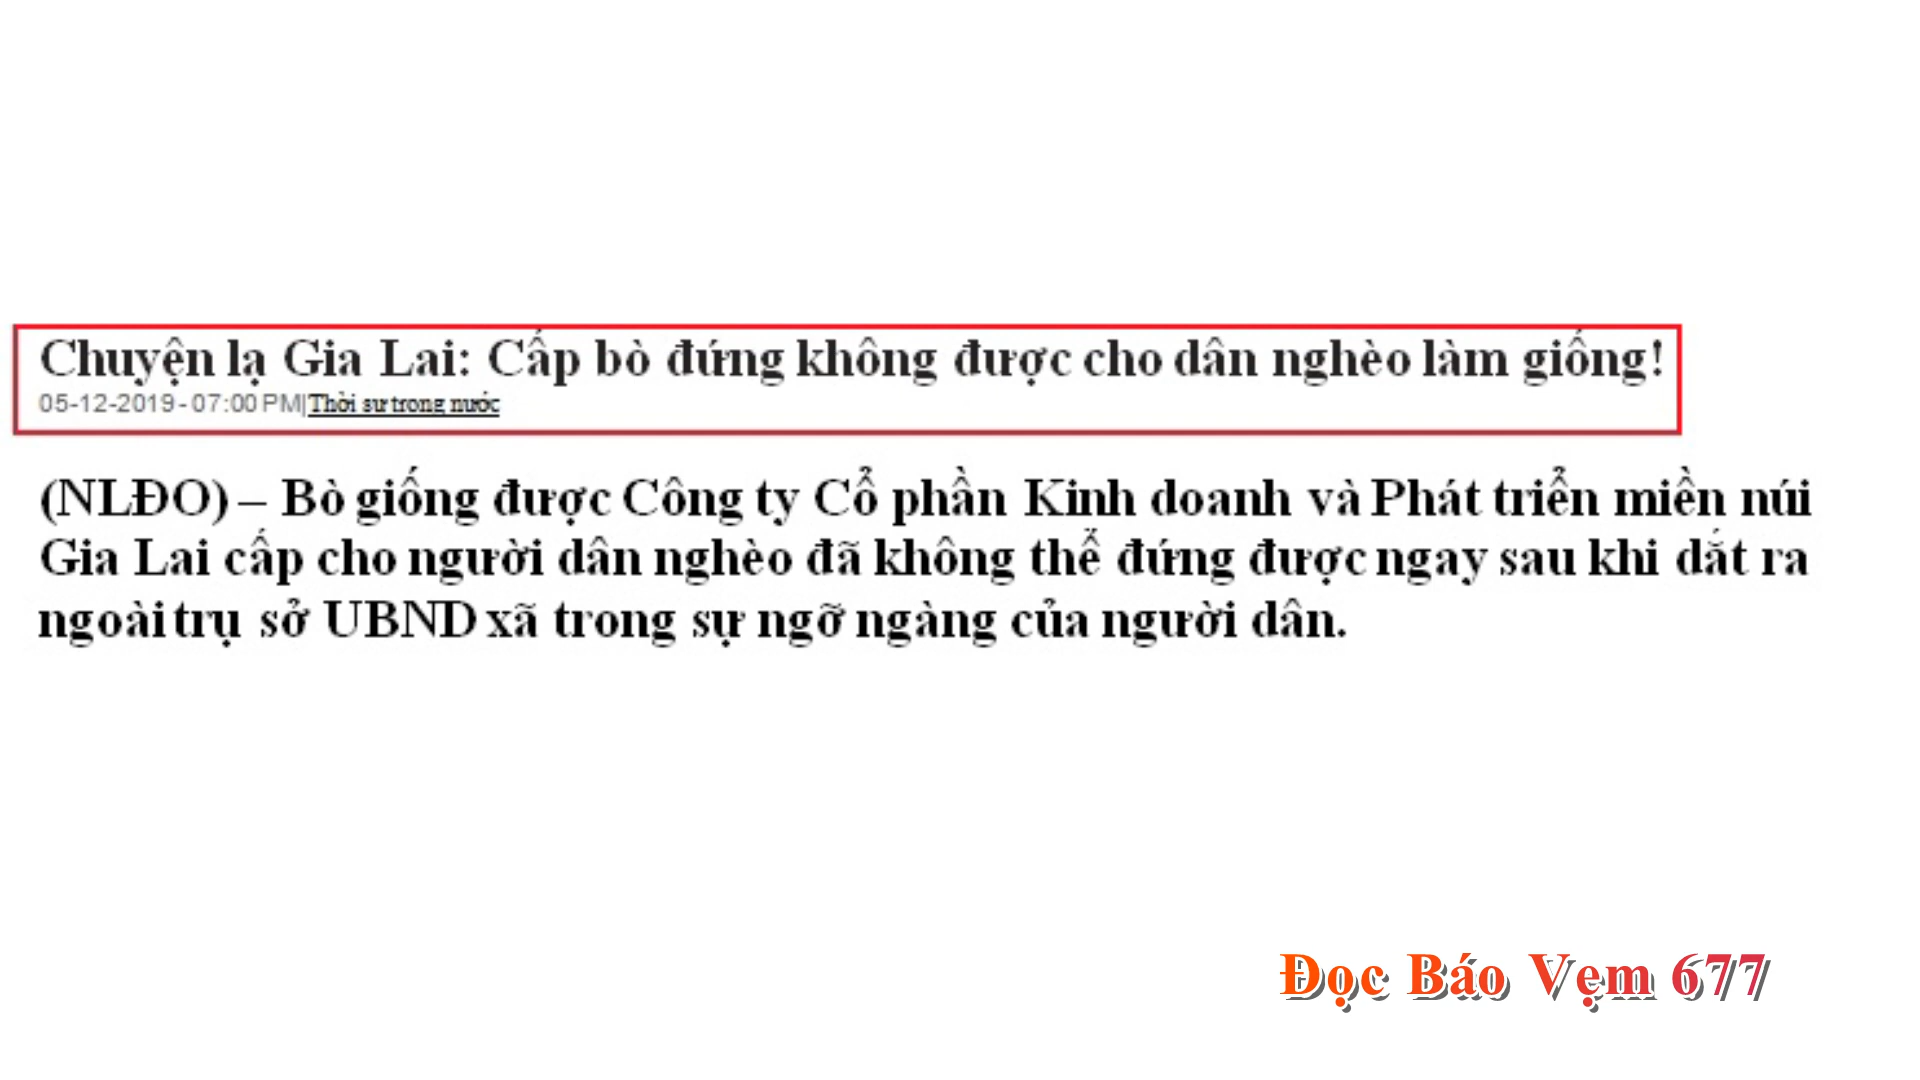 Chuyện lạ Gia Lai: Cấp bò đứng không được cho dân nghèo làm giống!
05-12-2019 - 07:00 PM|Thời sự trong nước
(NLĐO) – Bò giống được Công ty Cổ phần Kinh doanh và Phát triển miền núi
Gia Lai cấp cho người dân nghèo đã không thể đứng được ngay sau khi dắt ra
ngoài trụ sở UBND xã trong sự ngỡ ngàng của người dân.
Đọc Báo Vẹm 677